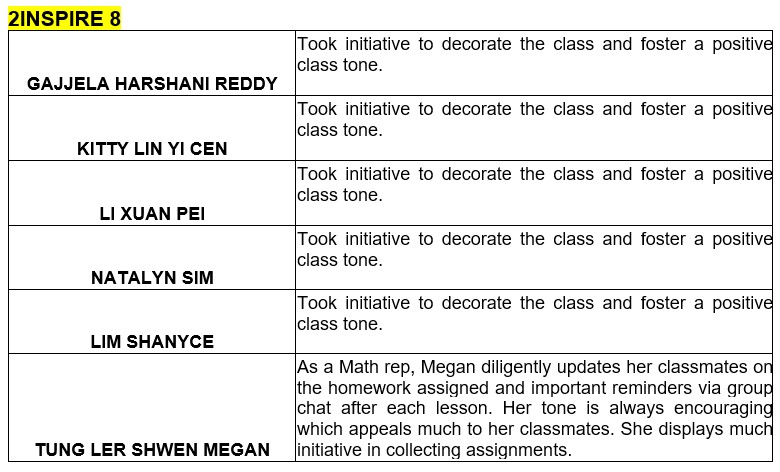 2INSPIRE 8
Took initiative to decorate the class and foster a positive
class tone.
GAJJELA HARSHANI REDDY
Took initiative to decorate the class and foster a positive
class tone.
KITTY LIN YI CEN
Took initiative to decorate the class and foster a positive
class tone.
LI XUAN PEI
Took initiative to decorate the class and foster a positive
class tone.
NATALYN SIM
Took initiative to decorate the class and foster a positive
class tone.
LIM SHANYCE
As a Math rep, Megan diligently updates her classmates on
the homework assigned and important reminders via group
chat after each lesson. Her tone is always encouraging
which appeals much to her classmates. She displays much
initiative in collecting assignments.
TUNG LER SHWEN MEGAN